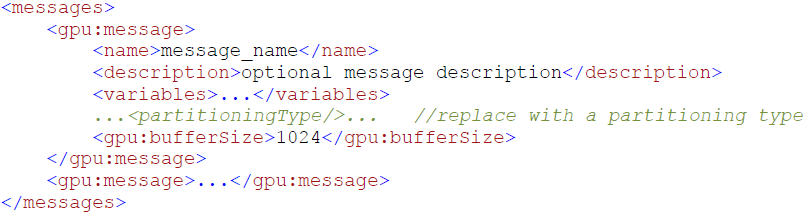 <messages>
    <gpu:message>
        <name>message_name</name>
        <description>optional message description</description>
        <variables>...</variables>
        ...<partitioningType/>...   //replace with a partitioning type
        <gpu:bufferSize>1024</gpu:bufferSize>
    </gpu:message>
    <gpu:message>...</gpu:message>
</messages>